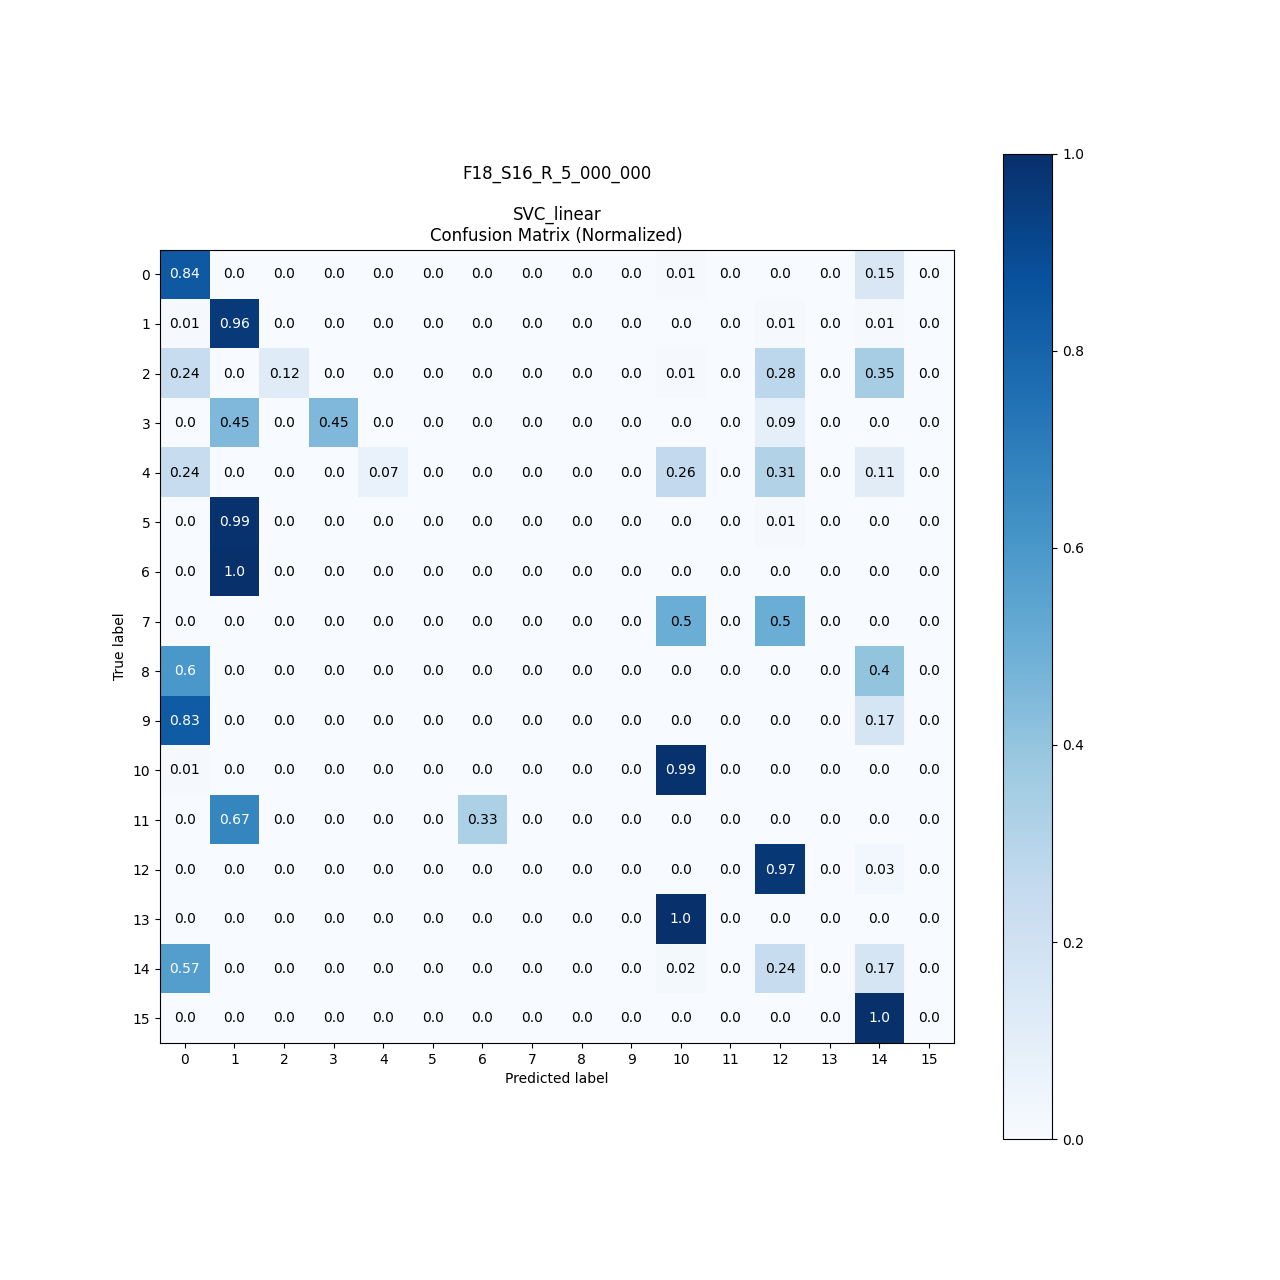 F18_S16_R_5_000_000
SVC_linear
Confusion Matrix (Normalized)
1.0
0 0.84 0.0 0.0 0.0 0.0 0.0 0.0 0.0 0.0 0.0 0.01 0.0 0.0 0.0 0.15 0.0
1 0.01 0.96 0.0 0.0 0.0 0.0 0.0 0.0 0.0 0.0 0.0 0.0 0.01 0.0 0.01 0.0
0.8
2 0.24 0.0 0.12 0.0 0.0 0.0 0.0 0.0 0.0 0.0 0.01 0.0 0.28 0.0 0.35 0.0
3 0.0 0.45 0.0 0.45 0.0 0.0 0.0 0.0 0.0 0.0 0.0 0.0 0.09 0.0 0.0 0.0
4 0.24 0.0 0.0 0.0 0.07 0.0 0.0 0.0 0.0 0.0 0.26 0.0 0.31 0.0 0.11 0.0
5 0.0 0.99 0.0 0.0 0.0 0.0 0.0 0.0 0.0 0.0 0.0 0.0 0.01 0.0 0.0 0.0
0.6
6 0.0 1.0 0.0 0.0 0.0 0.0 0.0 0.0 0.0 0.0 0.0 0.0 0.0 0.0 0.0 0.0
7 0.0 0.0 0.0 0.0 0.0 0.0 0.0 0.0 0.0 0.0 0.5 0.0 0.5 0.0 0.0 0.0
True label
8 0.6 0.0 0.0 0.0 0.0 0.0 0.0 0.0 0.0 0.0 0.0 0.0 0.0 0.0 0.4 0.0
9 0.83 0.0 0.0 0.0 0.0 0.0 0.0 0.0 0.0 0.0 0.0 0.0 0.0 0.0 0.17 0.0
0.4
10 0.01 0.0 0.0 0.0 0.0 0.0 0.0 0.0 0.0 0.0 0.99 0.0 0.0 0.0 0.0 0.0
11 0.0 0.67 0.0 0.0 0.0 0.0 0.33 0.0 0.0 0.0 0.0 0.0 0.0 0.0 0.0 0.0
12 0.0 0.0 0.0 0.0 0.0 0.0 0.0 0.0 0.0 0.0 0.0 0.0 0.97 0.0 0.03 0.0
13 0.0 0.0 0.0 0.0 0.0 0.0 0.0 0.0 0.0 0.0 1.0 0.0 0.0 0.0 0.0 0.0
0.2
14 0.57 0.0 0.0 0.0 0.0 0.0 0.0 0.0 0.0 0.0 0.02 0.0 0.24 0.0 0.17 0.0
15 0.0 0.0 0.0 0.0 0.0 0.0 0.0 0.0 0.0 0.0 0.0 0.0 0.0 0.0 1.0 0.0
0 1 2 3 4 5 6 7 8 9 10 11 12 13 14 15
Predicted label
0.0